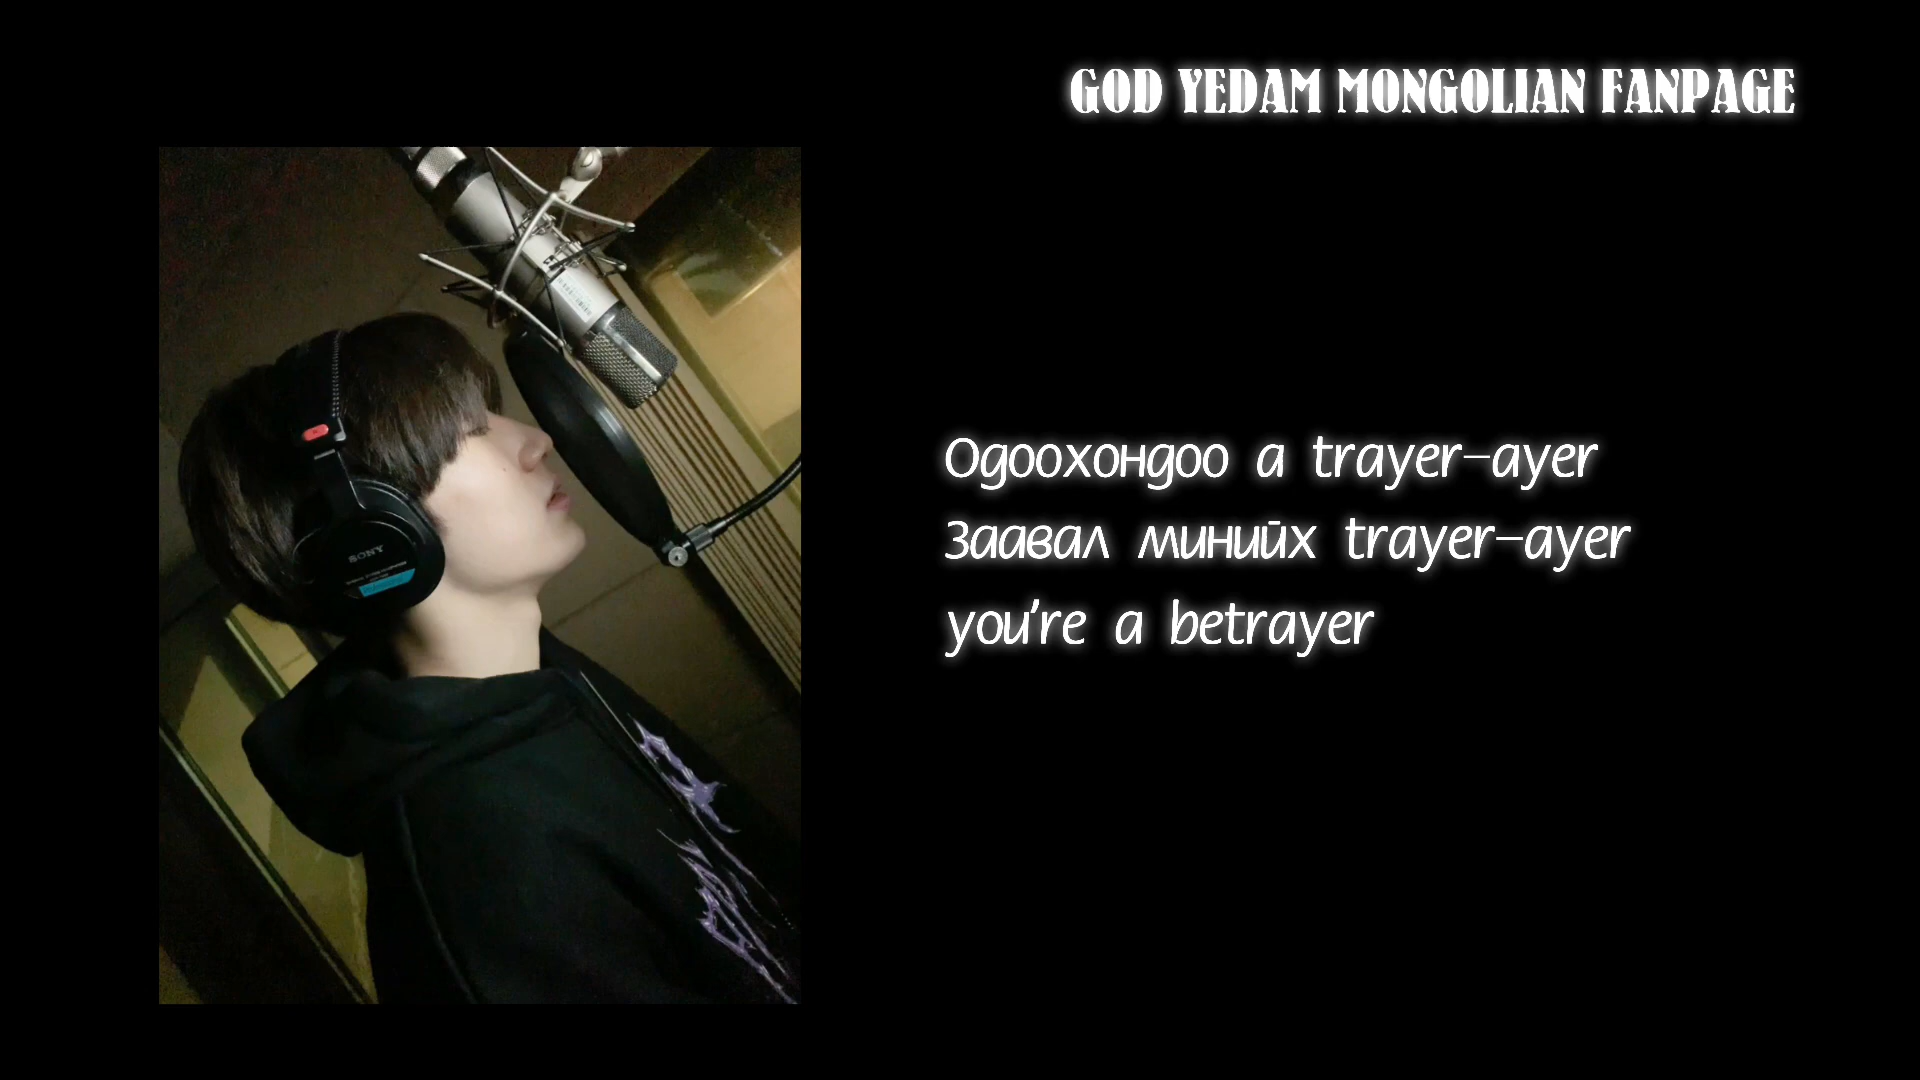 GOD YEDAM MONGOLIAN FANPAGE
SONY
Одоохондоо a trayer-ayer
Заавал минийх trayer-ayer
you're a betrayer